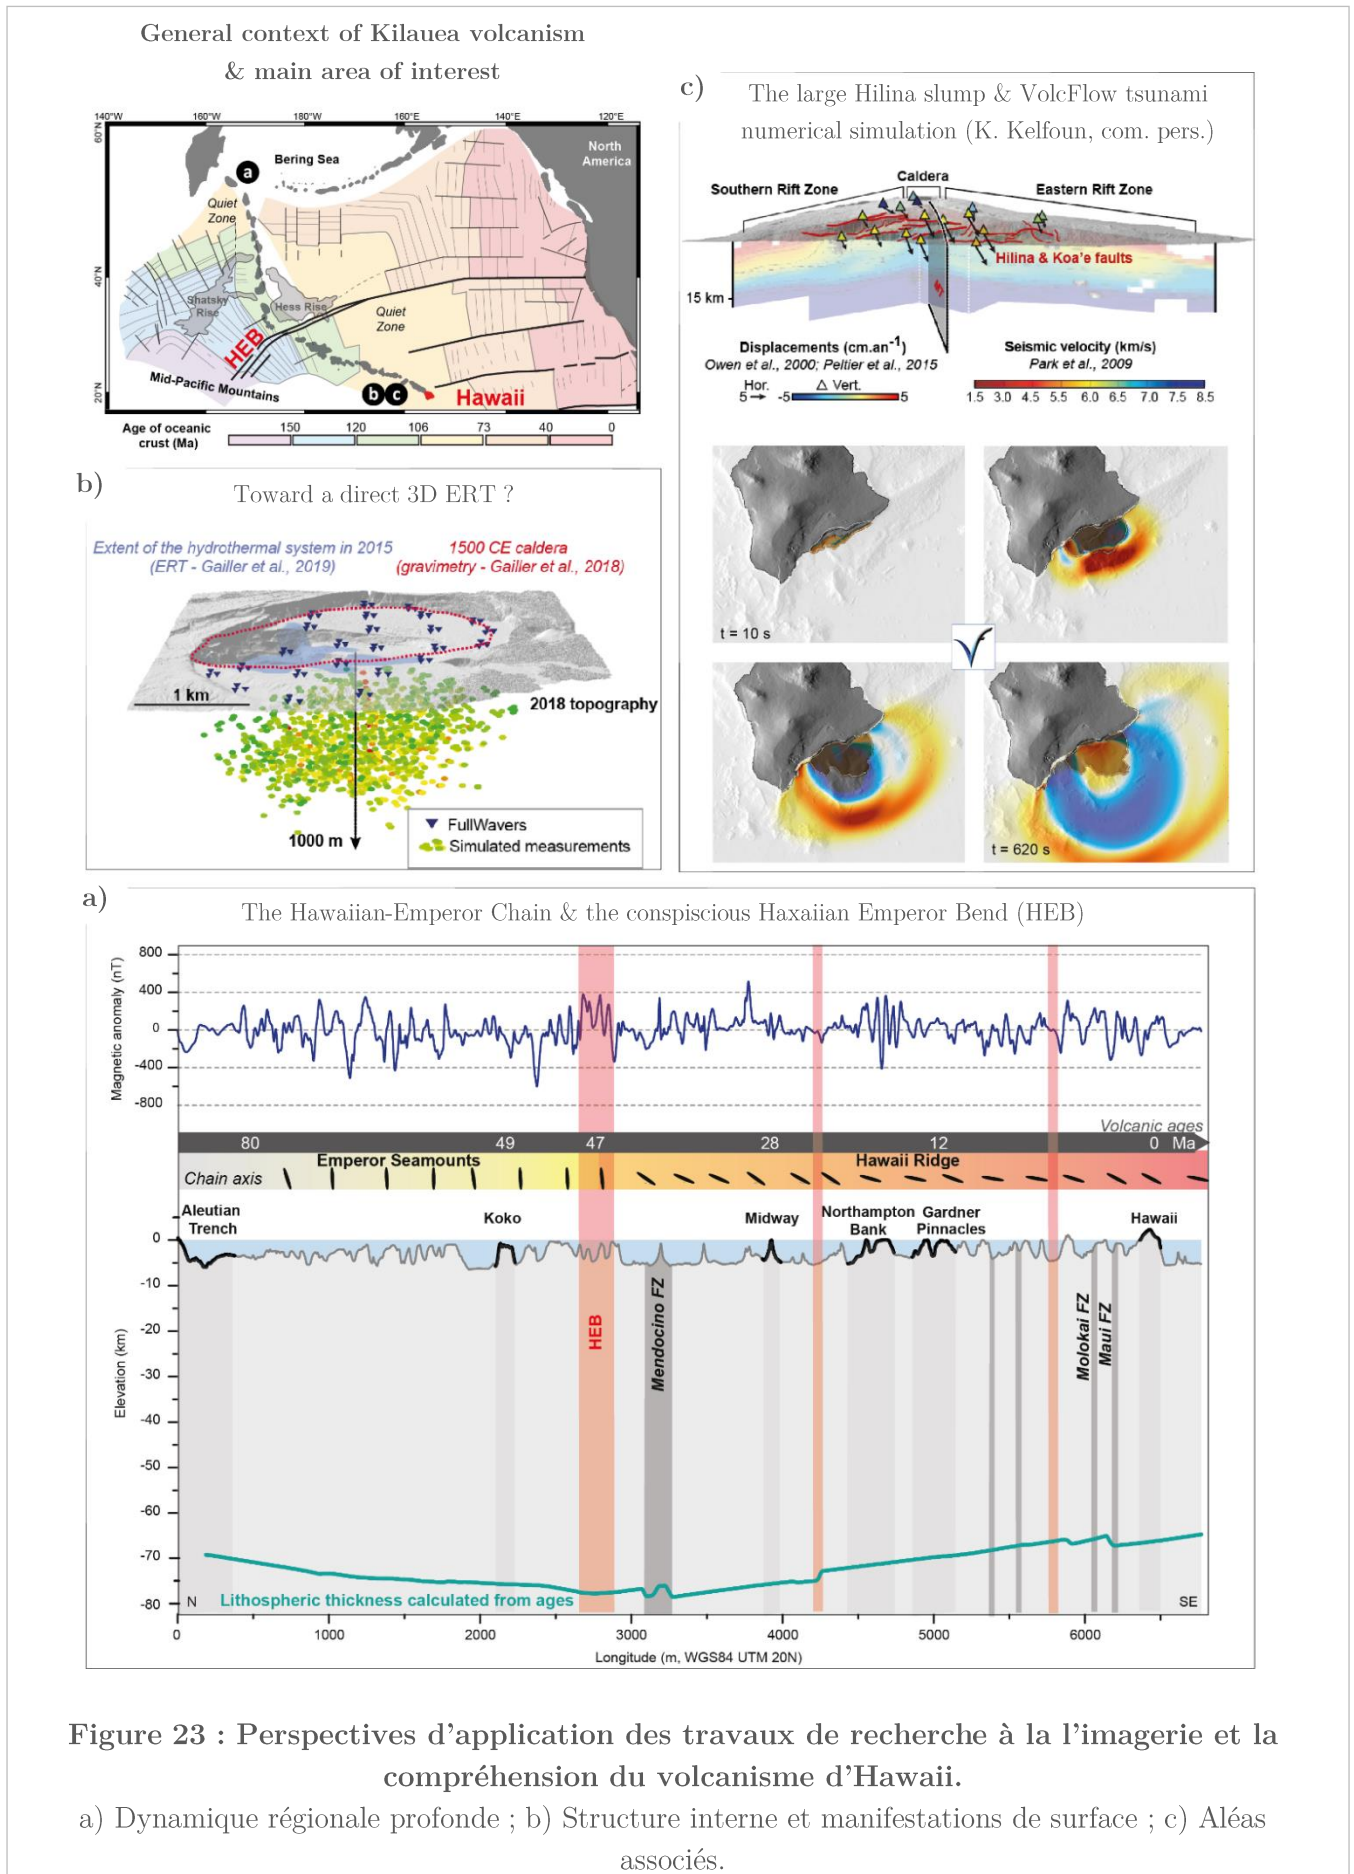 General context of Kilauea volcanism
& main area of interest
140°W 160°W 180°W 160°E 140°E 120°E
60°N
40°N
20°N
a
Bering Sea
North
America
Quiet
Zone
Shatsky
Rise
Hess Rise
Quiet
Zone
HEB
Mid-Pacific Mountains
b c
Hawaii
Age of oceanic
crust (Ma)
150 120 106 73 40 0
c)
The large Hilina slump & VolcFlow tsunami
numerical simulation (K. Kelfoun, com. pers.)
Caldera
Southern Rift Zone
Eastern Rift Zone
Hilina & Koa'e faults
15 km
Displacements (cm.an-1)
Owen et al., 2000; Peltier et al., 2015
Hor. △ Vert.
5 -5 5
Seismic velocity (km/s)
Park et al., 2009
1.5 3.0 4.5 5.5 6.0 6.5 7.0 7.5 8.5
t = 10 s
t = 620 s
b)
Toward a direct 3D ERT ?
Extent of the hydrothermal system in 2015
(ERT - Gailler et al., 2019)
1500 CE caldera
(gravimetry - Gailler et al., 2018)
1 km
2018 topography
1000 m
FullWavers
Simulated measurements
a)
The Hawaiian-Emperor Chain & the conspiscious Haxaiian Emperor Bend (HEB)
Magnetic anomaly (nT)
800
400
0
-400
-800
Volcanic ages
80 49 47 28 12 0 Ma
Emperor Seamounts
Hawaii Ridge
Chain axis
Aleutian
Trench
Koko
Midway
Northampton
Bank
Gardner
Pinnacles
Hawaii
Elevation (km)
0
-10
-20
-30
-40
-50
-60
-70
-80
HEB
Mendocino FZ
Molokai FZ
Maui FZ
N
Lithospheric thickness calculated from ages
SE
0 1000 2000 3000 4000 5000 6000
Longitude (m, WGS84 UTM 20N)
Figure 23 : Perspectives d'application des travaux de recherche à la l'imagerie et la
compréhension du volcanisme d'Hawaii.
a) Dynamique régionale profonde ; b) Structure interne et manifestations de surface ; c) Aléas
associés.